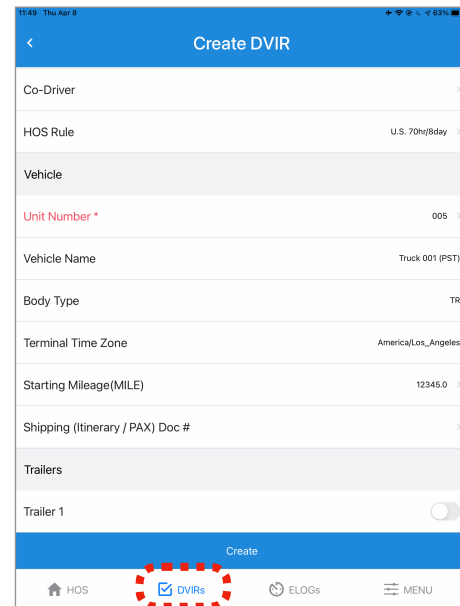 11:49 Thu Apr 8
63%
Create DVIR
Co-Driver
HOS Rule U.S. 70hr/8day
Vehicle
Unit Number * 005
Vehicle Name Truck 001 (PST)
Body Type TR
Terminal Time Zone America/Los_Angeles
Starting Mileage(MILE) 12345.0
Shipping (Itinerary / PAX) Doc #
Trailers
Trailer 1
Create
HOS DVIRs ELOGs MENU